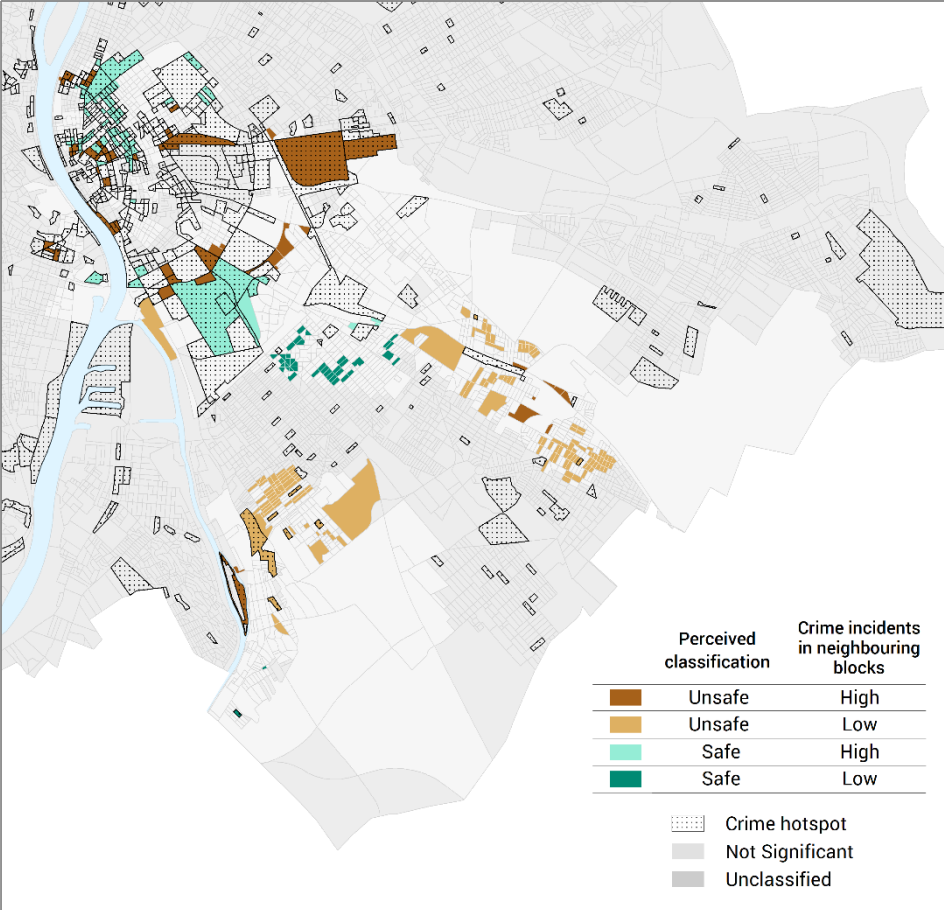 Perceived classification
Crime incidents in neighbouring blocks
Unsafe High
Unsafe Low
Safe High
Safe Low
Crime hotspot
Not Significant
Unclassified